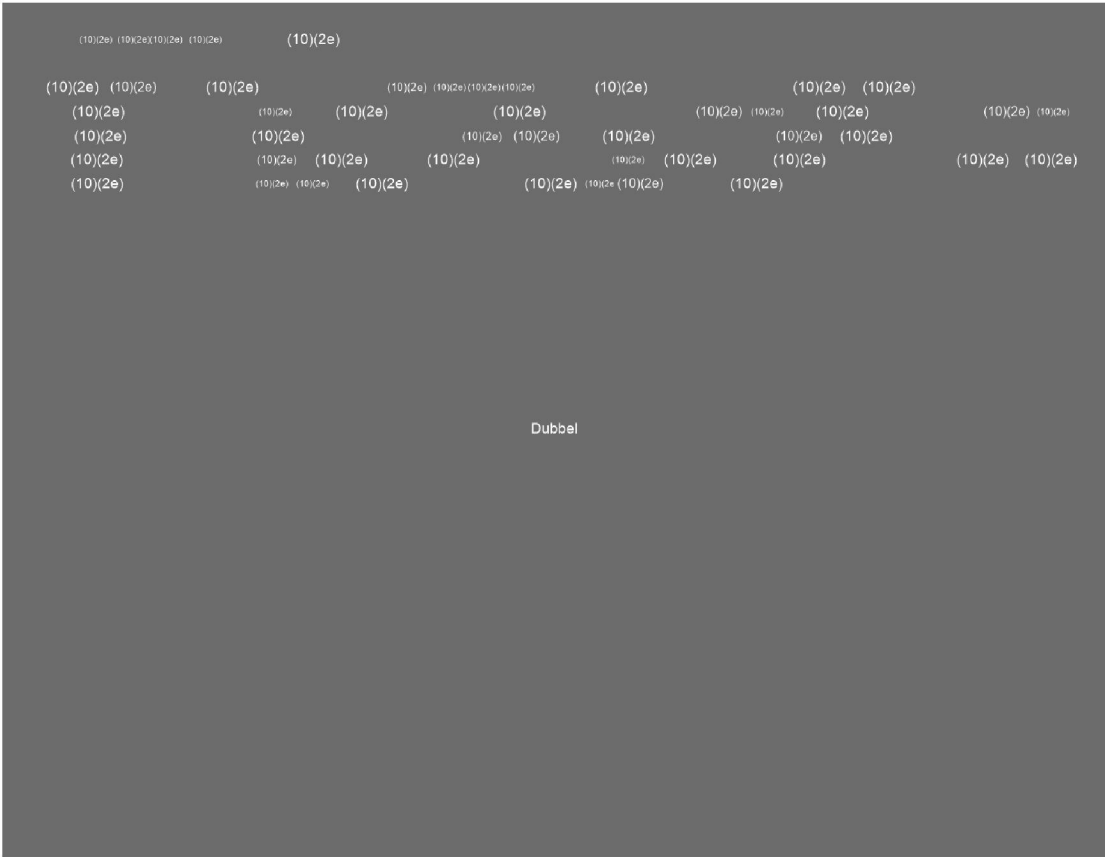 (10)(2e) (10)(2e)(10)(2e) (10)(2e) (10)(2e)
(10)(2e) (10)(2e) (10)(2e) (10)(2e) (10)(2e)(10)(2e)(10)(2e) (10)(2e) (10)(2e) (10)(2e)
(10)(2e) (10)(2e) (10)(2e) (10)(2e) (10)(2e) (10)(2e) (10)(2e) (10)(2e) (10)(2e)
(10)(2e) (10)(2e) (10)(2e) (10)(2e) (10)(2e) (10)(2e) (10)(2e)
(10)(2e) (10)(2e) (10)(2e) (10)(2e) (10)(2e) (10)(2e) (10)(2e) (10)(2e) (10)(2e)
(10)(2e) (10)(2e) (10)(2e) (10)(2e) (10)(2e) (10)(2e (10)(2e) (10)(2e)
Dubbel